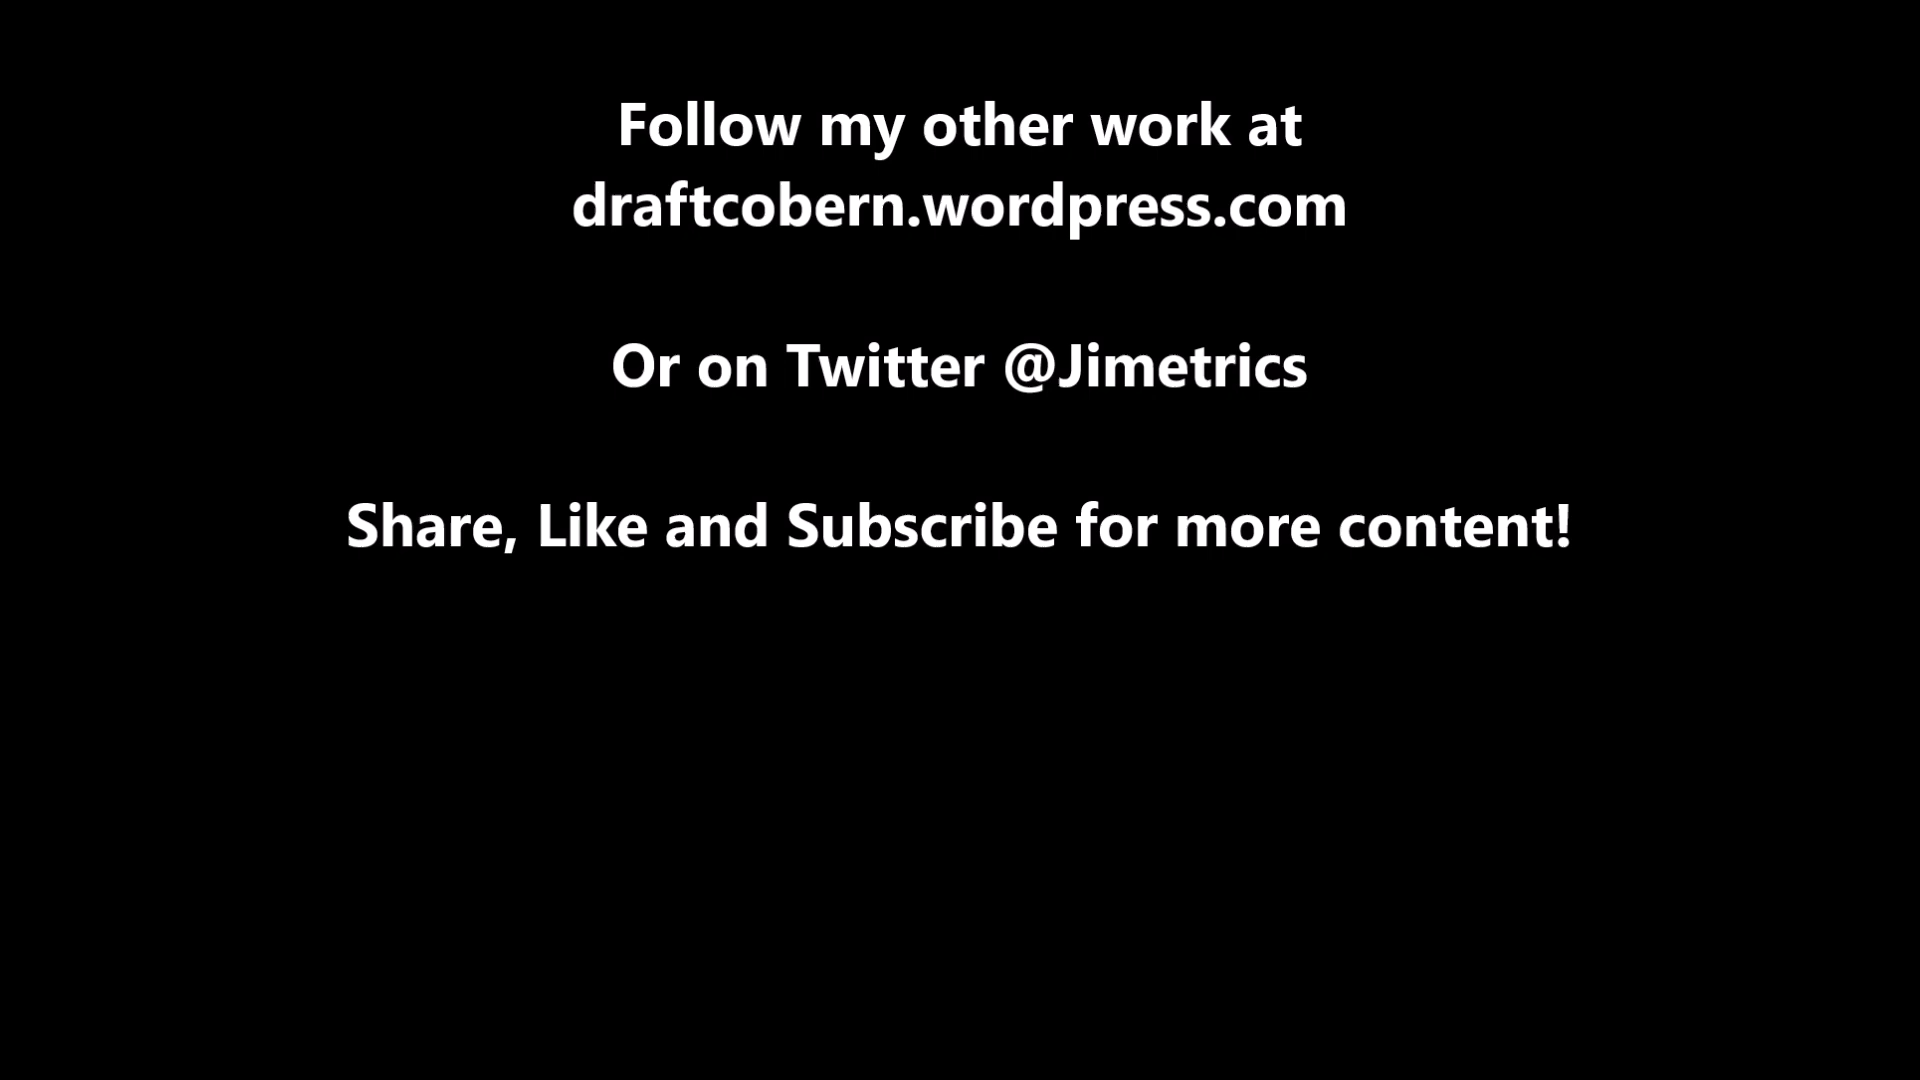 Follow my other work at
draftcobern.wordpress.com
Or on Twitter @Jimetrics
Share, Like and Subscribe for more content!